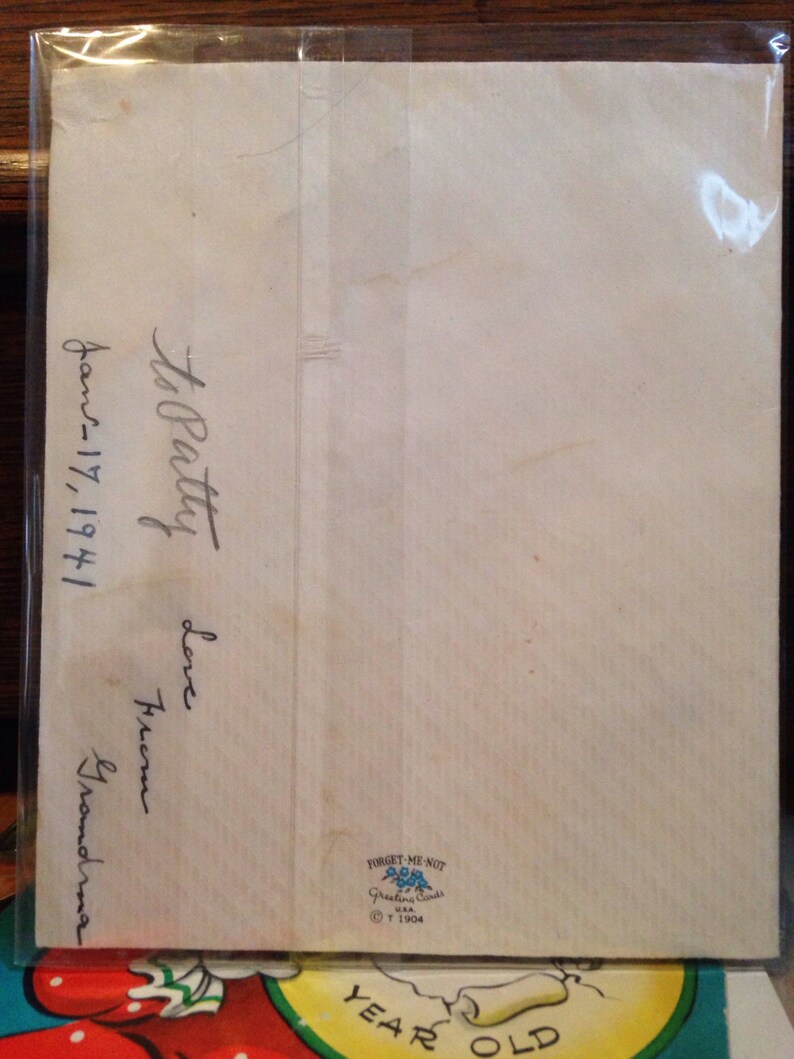 to Patty
Jan-17, 1941
Love
From
Grandma
FORGET-ME-NOT
Greeting Cards
U.S.A.
© T 1904
YEAR OLD